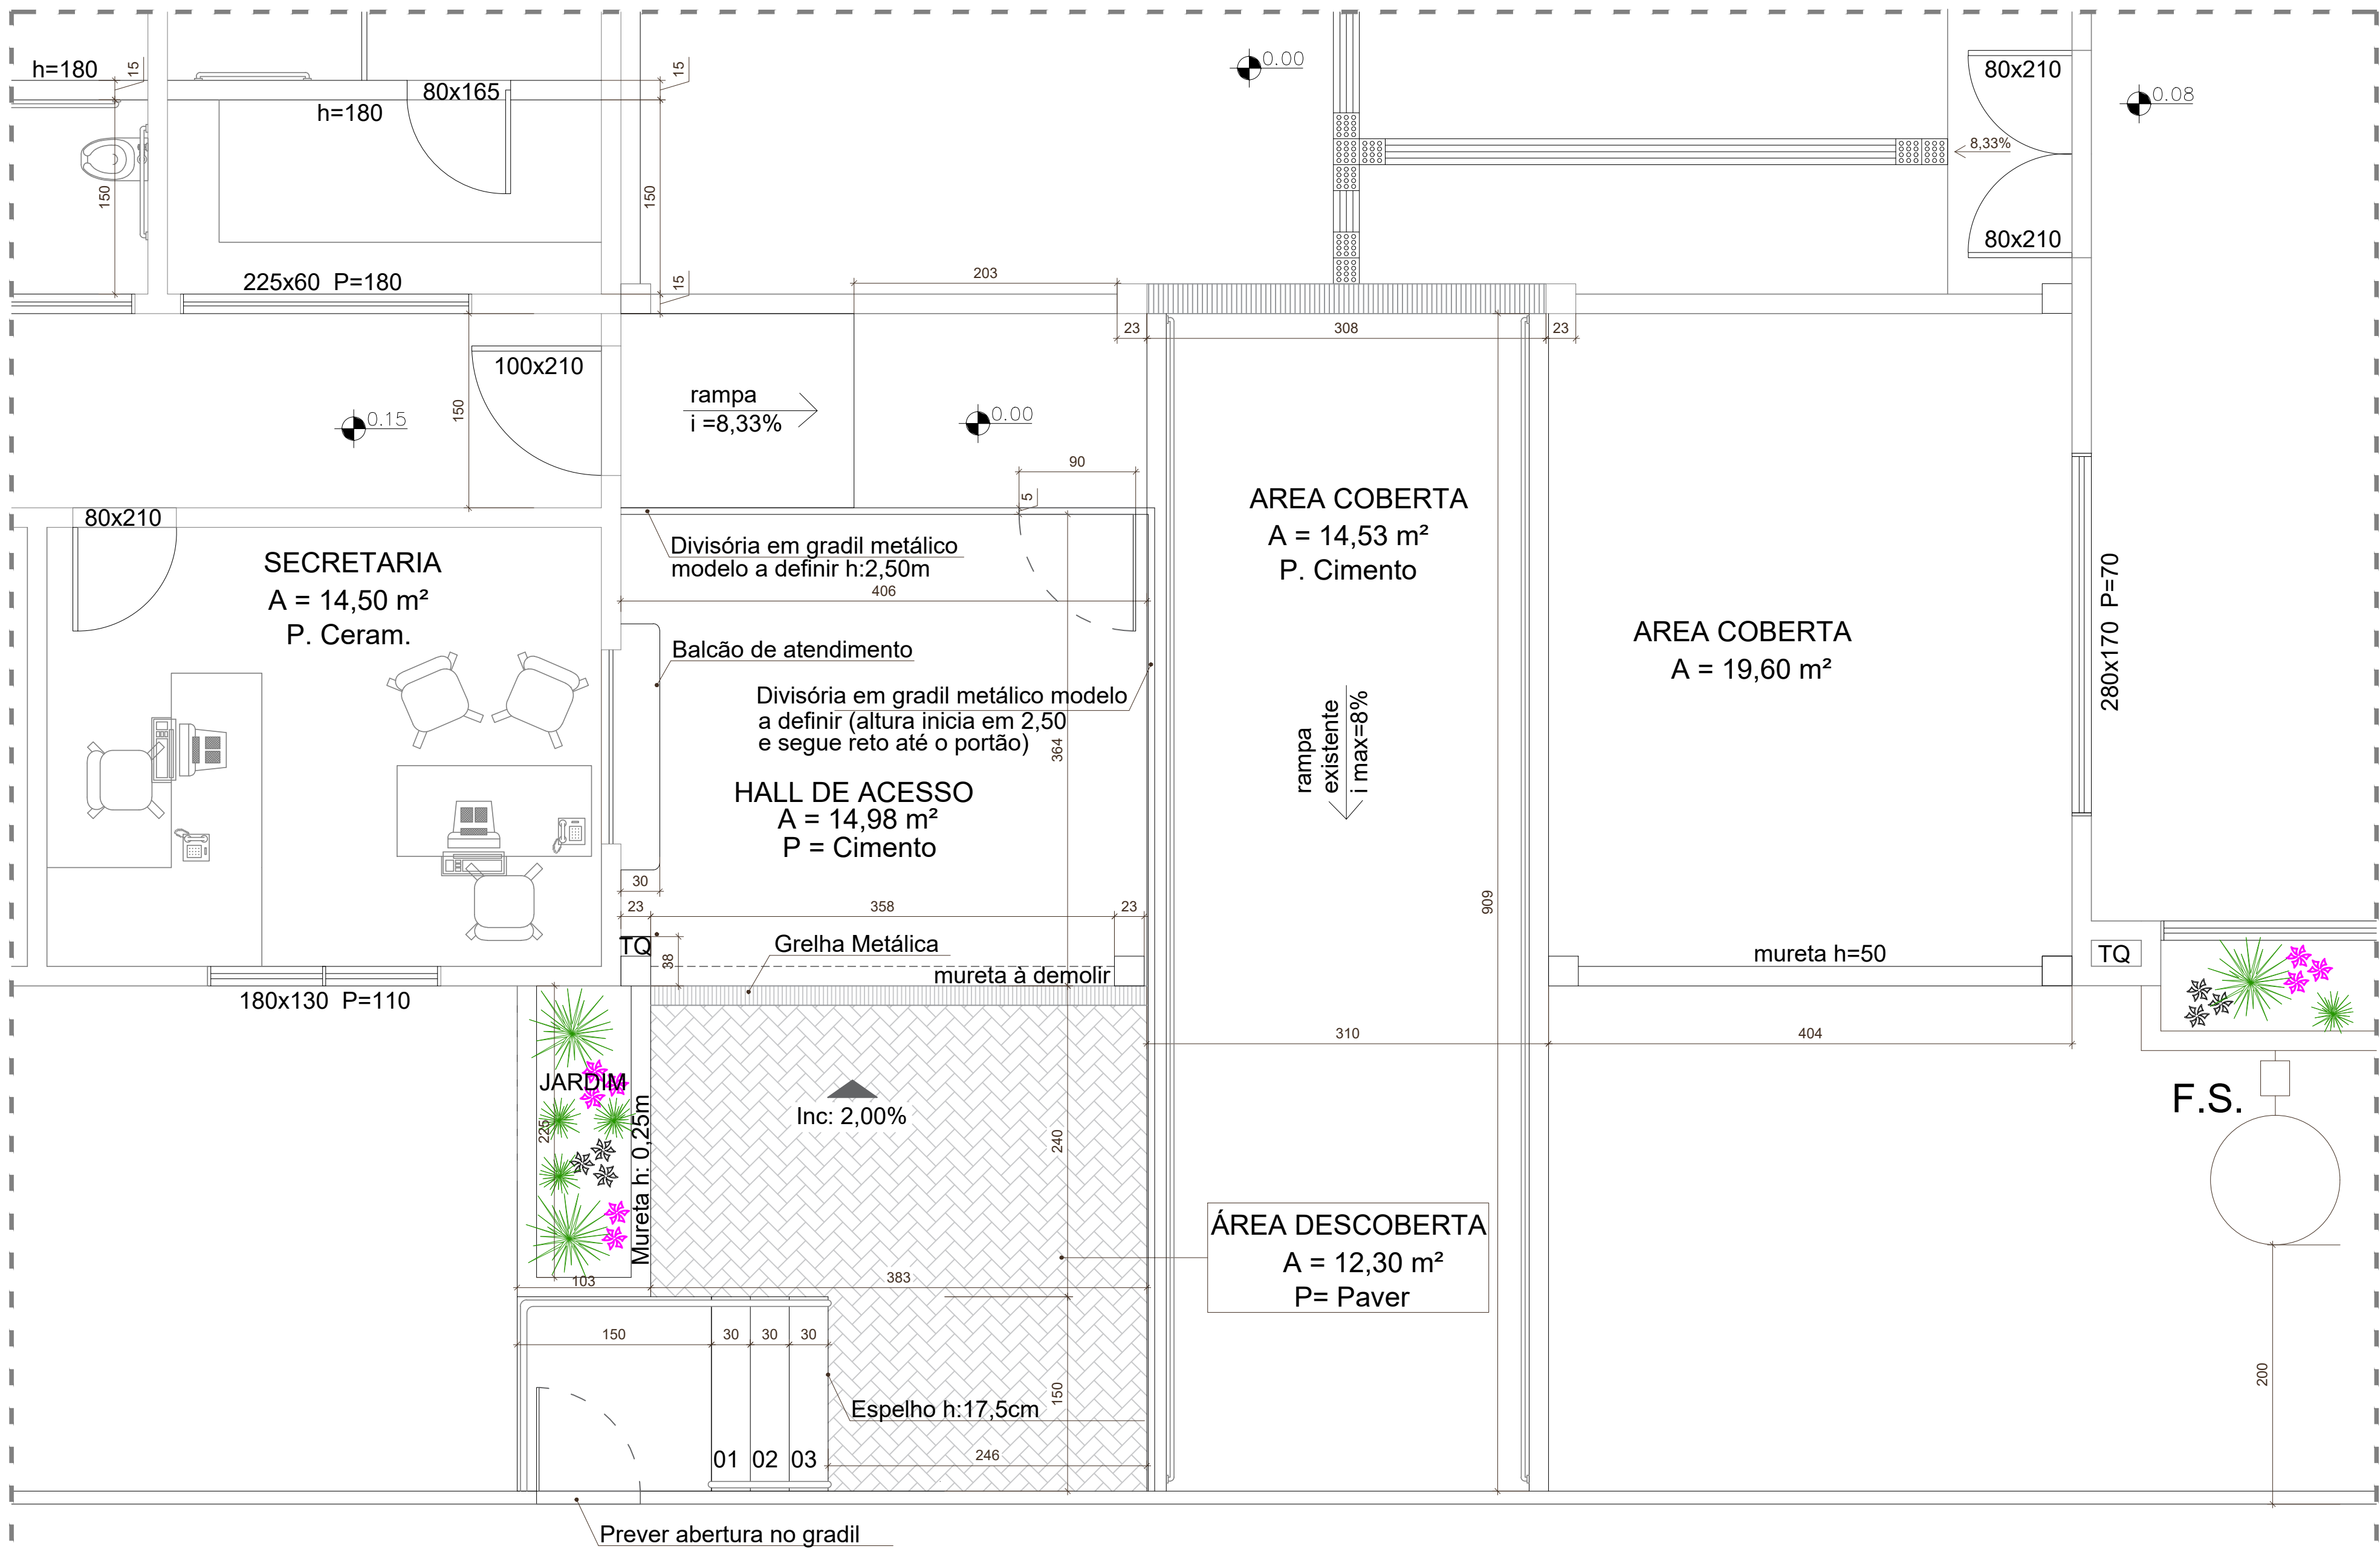 h=180
15
80x165
h=180
15
0.00
80x210
0.08
8,33%
150
150
80x210
225x60  P=180
15
203
23
308
23
100x210
rampa
i =8,33%
0.15
150
0.00
90
5
80x210
AREA COBERTA
A = 14,53 m²
P. Cimento
Divisória em gradil metálico
modelo a definir h:2,50m
406
SECRETARIA
A = 14,50 m²
P. Ceram.
280x170  P=70
AREA COBERTA
A = 19,60 m²
Balcão de atendimento
Divisória em gradil metálico modelo
a definir (altura inicia em 2,50
e segue reto até o portão)
364
rampa
existente
i max=8%
HALL DE ACESSO
A = 14,98 m²
P = Cimento
30
23
358
23
909
TQ
38
Grelha Metálica
mureta à demolir
mureta h=50
TQ
180x130  P=110
310
404
JARDIM
225
Mureta h: 0,25m
Inc: 2,00%
240
F.S.
ÁREA DESCOBERTA
A = 12,30 m²
P= Paver
103
383
150
30
30
30
150
200
Espelho h:17,5cm
01
02
03
246
Prever abertura no gradil